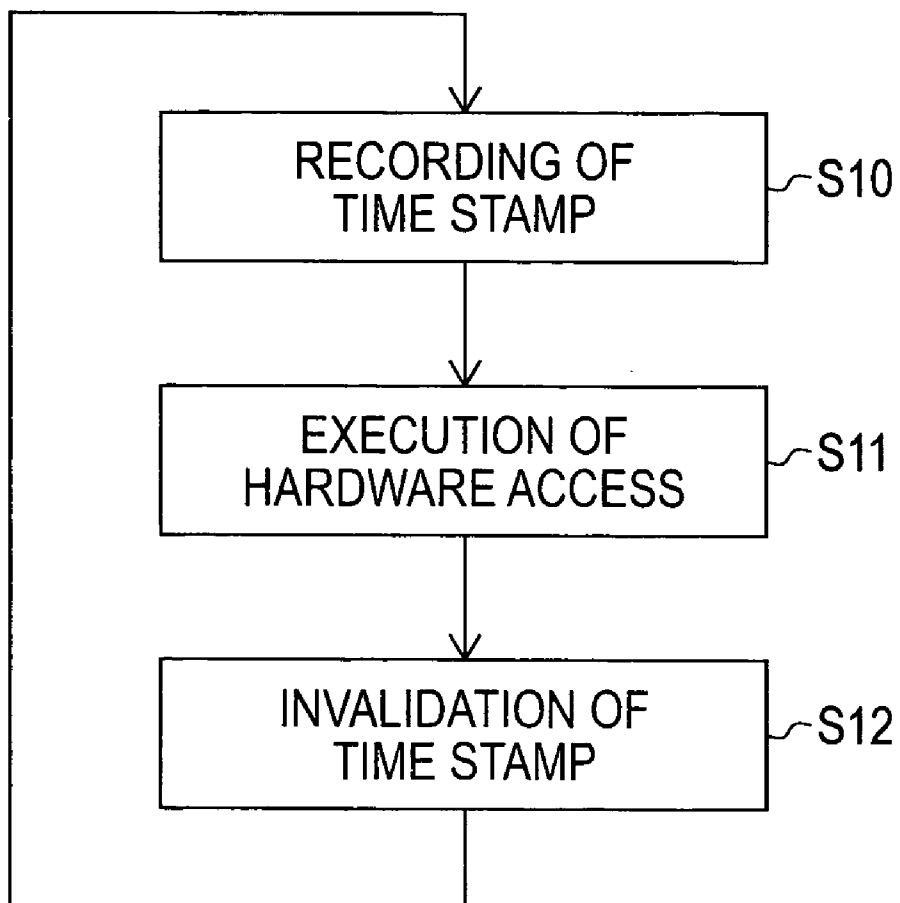 RECORDING OF
TIME STAMP
S10
EXECUTION OF
HARDWARE ACCESS
S11
INVALIDATION OF
TIME STAMP
S12